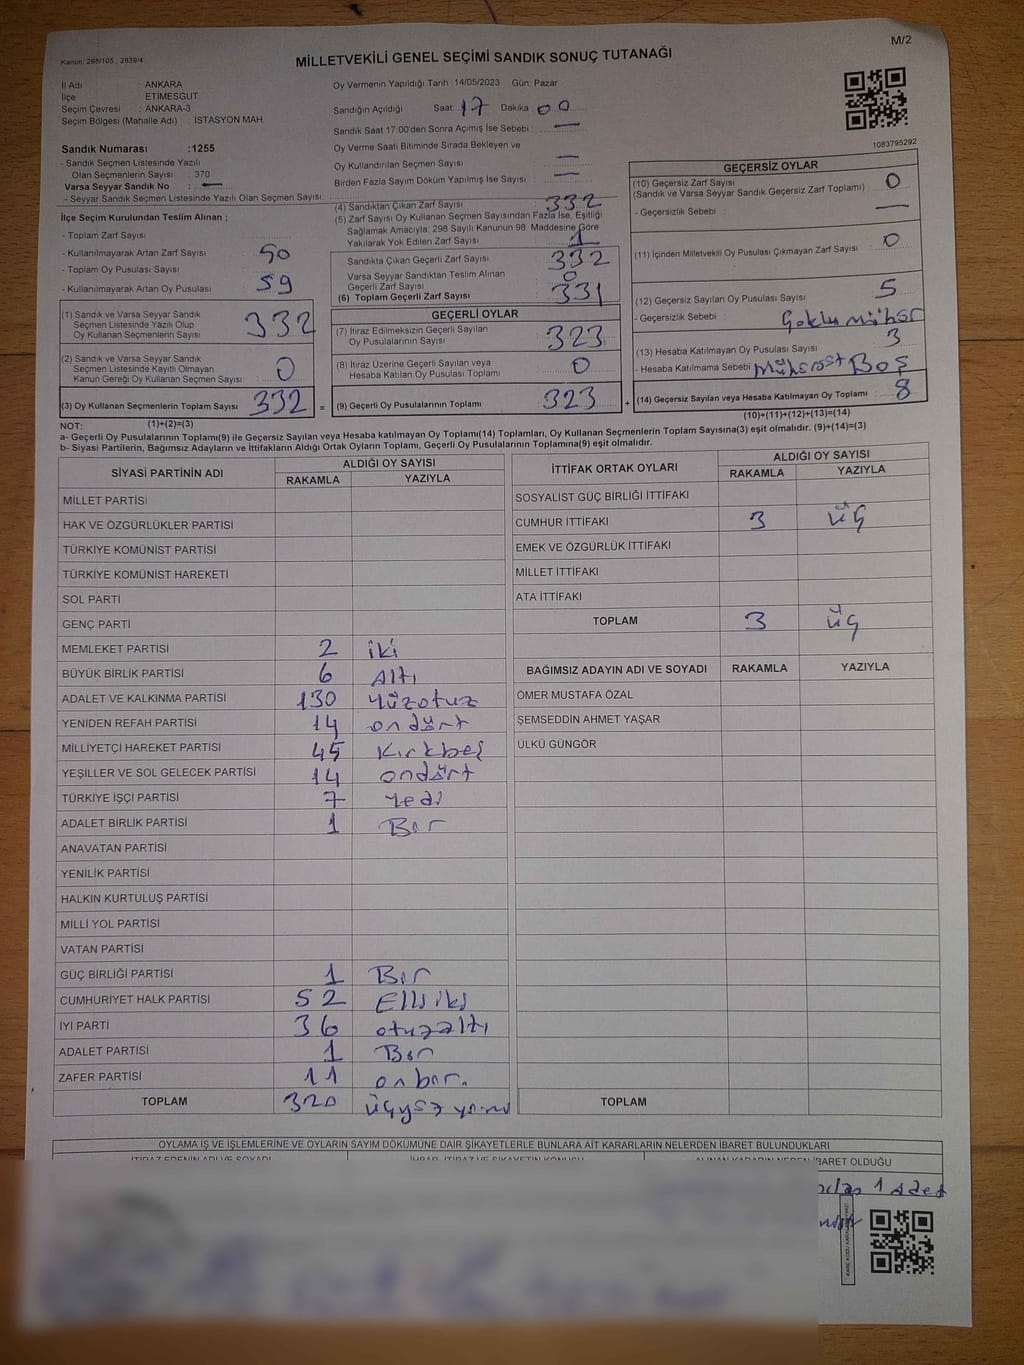 M/2
Kanun: 298/105 , 2839/4
MİLLETVEKİLİ GENEL SEÇİMİ SANDIK SONUÇ TUTANAĞI
İl Adı : ANKARA
İlçe : ETİMESGUT
Seçim Çevresi : ANKARA-3
Seçim Bölgesi (Mahalle Adı) : İSTASYON MAH.
Sandık Numarası :1255
- Sandık Seçmen Listesinde Yazılı
Olan Seçmenlerin Sayısı : 370
Varsa Seyyar Sandık No : —
- Seyyar Sandık Seçmen Listesinde Yazılı Olan Seçmen Sayısı
İlçe Seçim Kurulundan Teslim Alınan ;
- Toplam Zarf Sayısı :
- Kullanılmayarak Artan Zarf Sayısı :
- Toplam Oy Pusulası Sayısı :
- Kullanılmayarak Artan Oy Pusulası : 59
(1) Sandık ve Varsa Seyyar Sandık
Seçmen Listesinde Yazılı Olup
Oy Kullanan Seçmenlerin Sayısı : 332
(2) Sandık ve Varsa Seyyar Sandık
Seçmen Listesinde Kayıtlı Olmayan
Kanun Gereği Oy Kullanan Seçmen Sayısı : 0
(3) Oy Kullanan Seçmenlerin Toplam Sayısı : 332 =
Oy Vermenin Yapıldığı Tarih :14/05/2023 Gün: Pazar
Sandığın Açıldığı Saat: 17 Dakika 00
Sandık Saat 17:00'den Sonra Açımış İse Sebebi : —
Oy Verme Saati Bitiminde Sırada Bekleyen ve
Oy Kullandırılan Seçmen Sayısı : —
Birden Fazla Sayım Döküm Yapılmış İse Sayısı : —
(4) Sandıktan Çıkan Zarf Sayısı : 332
(5) Zarf Sayısı Oy Kullanan Seçmen Sayısından Fazla İse, Eşitliği
Sağlamak Amacıyla; 298 Sayılı Kanunun 98. Maddesine Göre
Yakılarak Yok Edilen Zarf Sayısı : 1
Sandıkta Çıkan Geçerli Zarf Sayısı : 332
Varsa Seyyar Sandıktan Teslim Alınan
Geçerli Zarf Sayısı : 0
(6) Toplam Geçerli Zarf Sayısı : 331
GEÇERLİ OYLAR
(7) İtiraz Edilmeksizin Geçerli Sayılan
Oy Pusulalarının Sayısı : 323
(8) İtiraz Üzerine Geçerli Sayılan veya
Hesaba Katılan Oy Pusulası Toplamı : 0
(9) Geçerli Oy Pusulalarının Toplamı : 323 +
1083795292
GEÇERSİZ OYLAR
(10) Geçersiz Zarf Sayısı
(Sandık ve Varsa Seyyar Sandık Geçersiz Zarf Toplamı) : 0
- Geçersizlik Sebebi : —
(11) İçinden Milletvekili Oy Pusulası Çıkmayan Zarf Sayısı : 0
(12) Geçersiz Sayılan Oy Pusulası Sayısı : 5
- Geçersizlik Sebebi :
(13) Hesaba Katılmayan Oy Pusulası Sayısı : 3
- Hesaba Katılmama Sebebi : Boş
(14) Geçersiz Sayılan veya Hesaba Katılmayan Oy Toplamı : 8
(10)+(11)+(12)+(13)=(14)
NOT: (1)+(2)=(3)
a- Geçerli Oy Pusulalarının Toplamı(9) ile Geçersiz Sayılan veya Hesaba katılmayan Oy Toplamı(14) Toplamları, Oy Kullanan Seçmenlerin Toplam Sayısına(3) eşit olmalıdır. (9)+(14)=(3)
b- Siyasi Partilerin, Bağımsız Adayların ve İttifakların Aldığı Ortak Oyların Toplamı, Geçerli Oy Pusulalarının Toplamına(9) eşit olmalıdır.
SİYASİ PARTİNİN ADI ALDIĞI OY SAYISI
RAKAMLA YAZIYLA
MİLLET PARTİSİ
HAK VE ÖZGÜRLÜKLER PARTİSİ
TÜRKİYE KOMÜNİST PARTİSİ
TÜRKİYE KOMÜNİST HAREKETİ
SOL PARTİ
GENÇ PARTİ
MEMLEKET PARTİSİ 2 iki
BÜYÜK BİRLİK PARTİSİ 6 Altı
ADALET VE KALKINMA PARTİSİ 130 Yüzotuz
YENİDEN REFAH PARTİSİ 14 ondört
MİLLİYETÇİ HAREKET PARTİSİ 45 Kırkbeş
YEŞİLLER VE SOL GELECEK PARTİSİ 14 ondört
TÜRKİYE İŞÇİ PARTİSİ 7 Yedi
ADALET BİRLİK PARTİSİ 1 Bir
ANAVATAN PARTİSİ
YENİLİK PARTİSİ
HALKIN KURTULUŞ PARTİSİ
MİLLİ YOL PARTİSİ
VATAN PARTİSİ
GÜÇ BİRLİĞİ PARTİSİ 1 Bir
CUMHURİYET HALK PARTİSİ 52 Elliiki
İYİ PARTİ 36 otuzaltı
ADALET PARTİSİ 1 Bir
ZAFER PARTİSİ 11 onbir.
TOPLAM 320 üçyüz yirmi
İTTİFAK ORTAK OYLARI ALDIĞI OY SAYISI
RAKAMLA YAZIYLA
SOSYALİST GÜÇ BİRLİĞİ İTTİFAKI
CUMHUR İTTİFAKI 3 üç
EMEK VE ÖZGÜRLÜK İTTİFAKI
MİLLET İTTİFAKI
ATA İTTİFAKI
TOPLAM 3 üç
BAĞIMSIZ ADAYIN ADI VE SOYADI RAKAMLA YAZIYLA
ÖMER MUSTAFA ÖZAL
ŞEMSEDDİN AHMET YAŞAR
ÜLKÜ GÜNGÖR
TOPLAM
OYLAMA İŞ VE İŞLEMLERİNE VE OYLARIN SAYIM DÖKÜMÜNE DAİR ŞİKAYETLERLE BUNLARA AİT KARARLARIN NELERDEN İBARET BULUNDUKLARI
İTİRAZ EDENİN ADI VE SOYADI İHBAR, İTİRAZ VE ŞİKAYETİN KONUSU ALINAN KARARIN NEDEN İBARET OLDUĞU
1 Adet